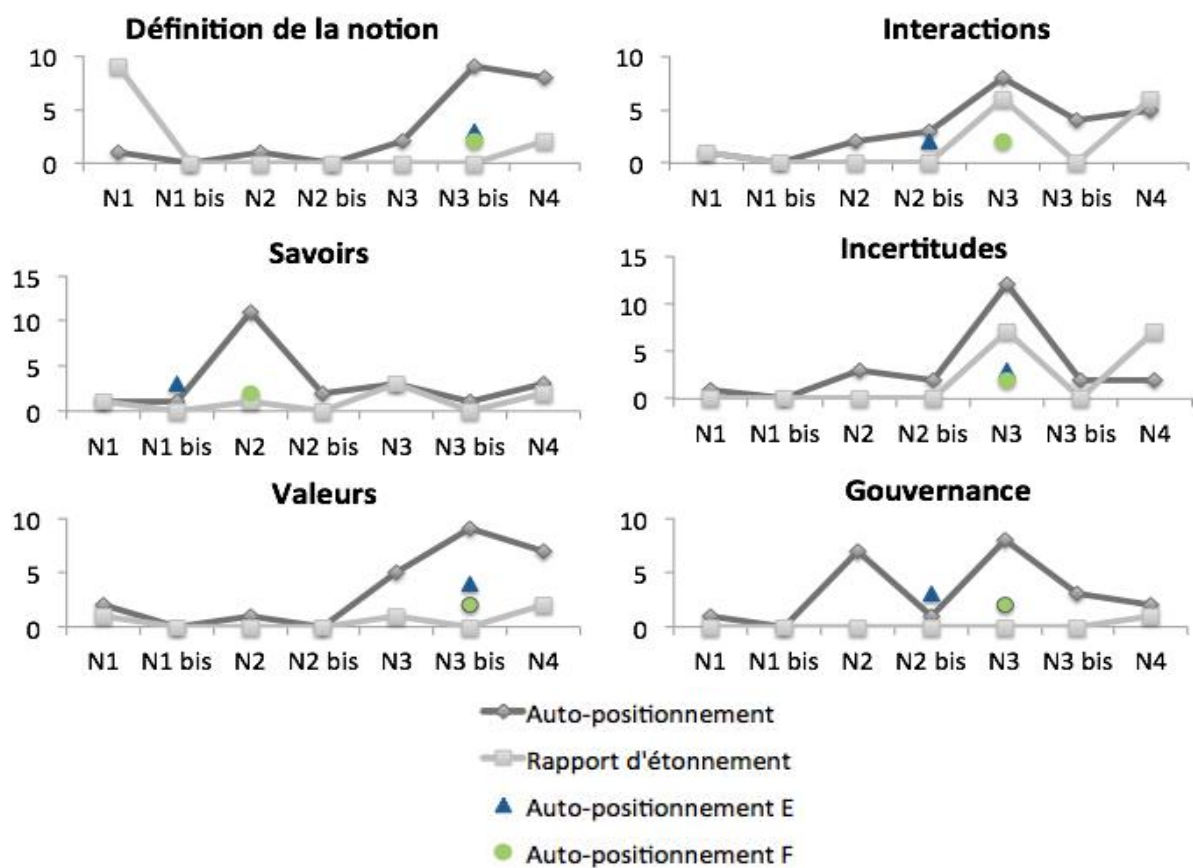 Définition de la notion
10
5
0
N1 N1 bis N2 N2 bis N3 N3 bis N4
Interactions
10
5
0
N1 N1 bis N2 N2 bis N3 N3 bis N4
Savoirs
15
10
5
0
N1 N1 bis N2 N2 bis N3 N3 bis N4
Incertitudes
15
10
5
0
N1 N1 bis N2 N2 bis N3 N3 bis N4
Valeurs
10
5
0
N1 N1 bis N2 N2 bis N3 N3 bis N4
Gouvernance
10
5
0
N1 N1 bis N2 N2 bis N3 N3 bis N4
Auto-positionnement
Rapport d'étonnement
Auto-positionnement E
Auto-positionnement F